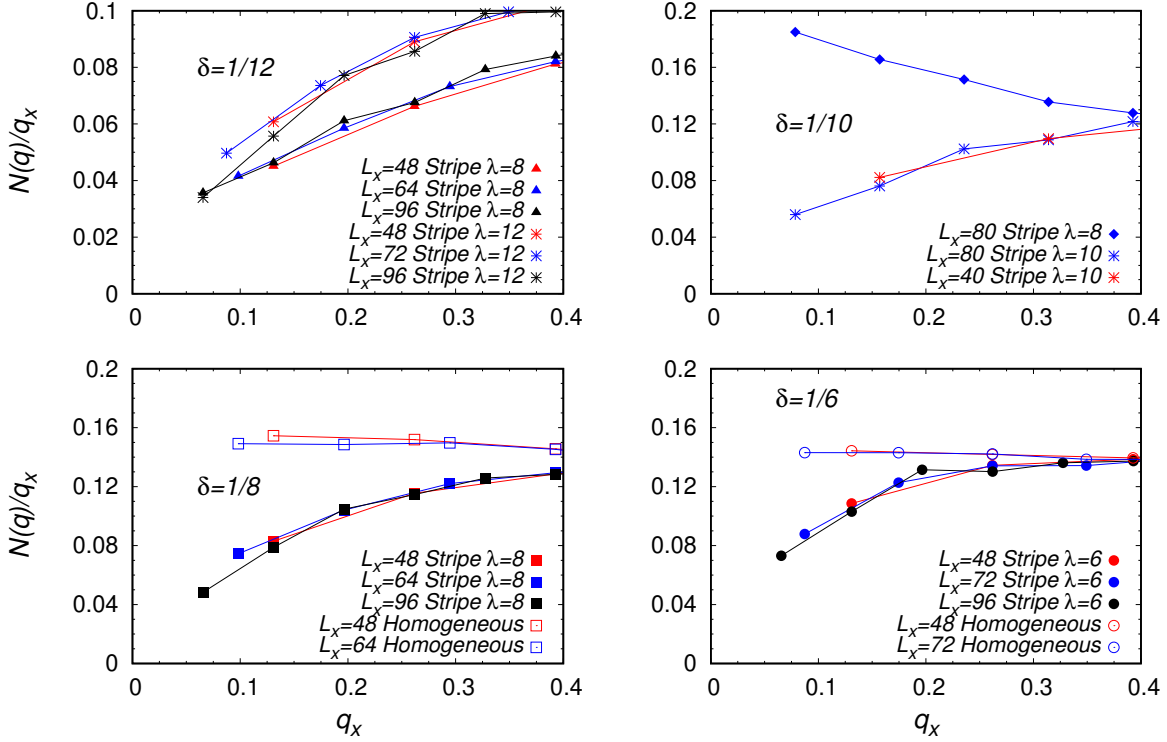 N(q)/q_x
0.1
0.08
0.06
0.04
0.02
0
δ=1/12
L_x=48 Stripe λ=8
L_x=64 Stripe λ=8
L_x=96 Stripe λ=8
L_x=48 Stripe λ=12
L_x=72 Stripe λ=12
L_x=96 Stripe λ=12
0 0.1 0.2 0.3 0.4
0.2
0.16
0.12
0.08
0.04
0
δ=1/10
L_x=80 Stripe λ=8
L_x=80 Stripe λ=10
L_x=40 Stripe λ=10
0 0.1 0.2 0.3 0.4
N(q)/q_x
0.2
0.16
0.12
0.08
0.04
0
δ=1/8
L_x=48 Stripe λ=8
L_x=64 Stripe λ=8
L_x=96 Stripe λ=8
L_x=48 Homogeneous
L_x=64 Homogeneous
0 0.1 0.2 0.3 0.4
q_x
0.2
0.16
0.12
0.08
0.04
0
δ=1/6
L_x=48 Stripe λ=6
L_x=72 Stripe λ=6
L_x=96 Stripe λ=6
L_x=48 Homogeneous
L_x=72 Homogeneous
0 0.1 0.2 0.3 0.4
q_x